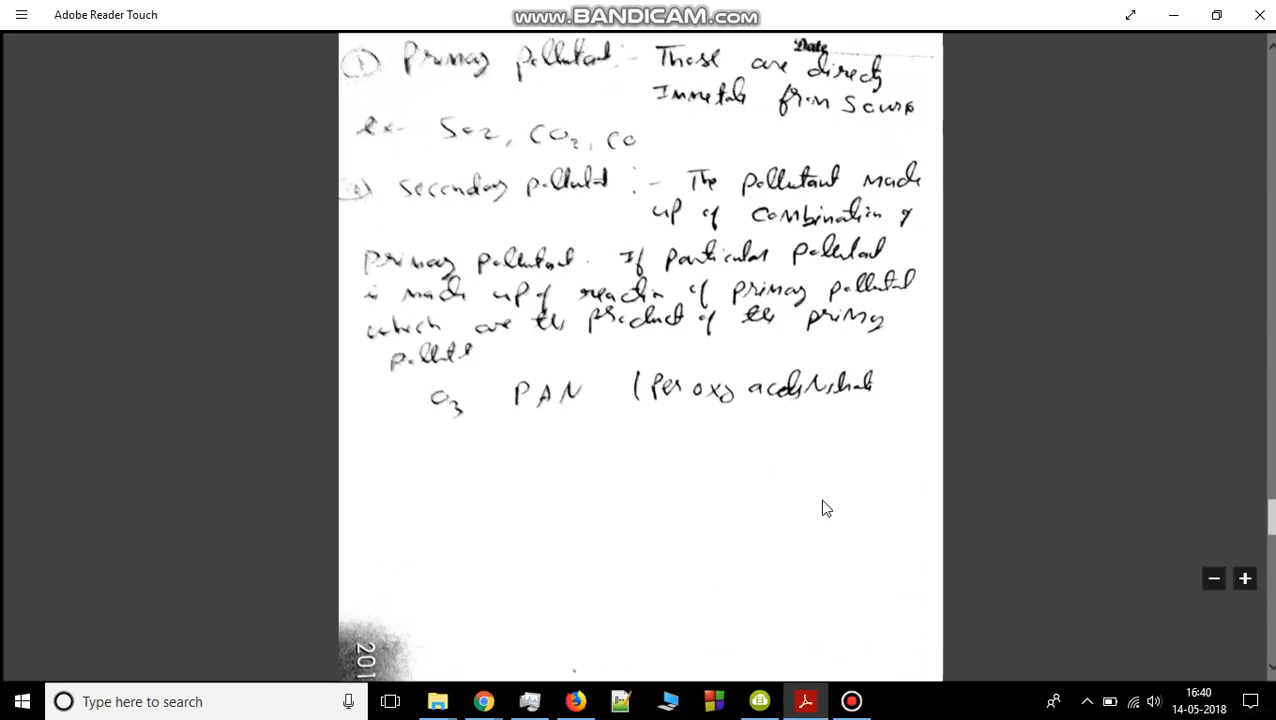 Adobe Reader Touch
www.BANDICAM.com
Date
① Primary pollutant :- These are directly
from source
ex- SO2, CO2, CO
② Secondary pollutant :- The pollutant made
up of combination of
primary pollutant. If particular pollutant
is made up of reaction of primary pollutant
which are the product of the primary
O3 PAN (Peroxy
201
Type here to search
16:40
14-05-2018